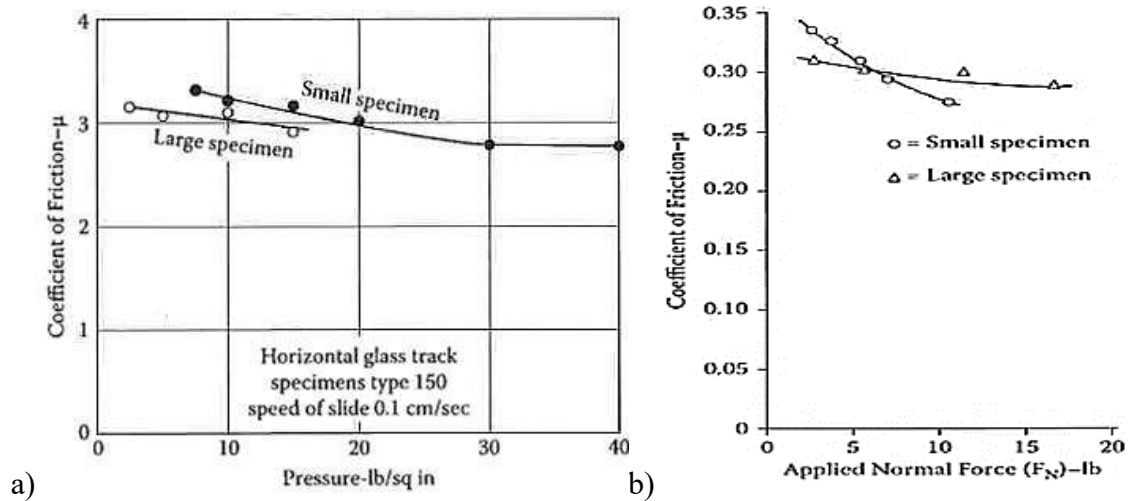 4
3
2
1
0
Coefficient of Friction–μ
Small specimen
Large specimen
Horizontal glass track
specimens type 150
speed of slide 0.1 cm/sec
0 10 20 30 40
Pressure-lb/sq in
a)
0.35
0.30
0.25
0.20
0.15
0.10
0.05
0
Coefficient of Friction–μ
○ = Small specimen
△ = Large specimen
0 5 10 15 20
Applied Normal Force (F_N)–lb
b)